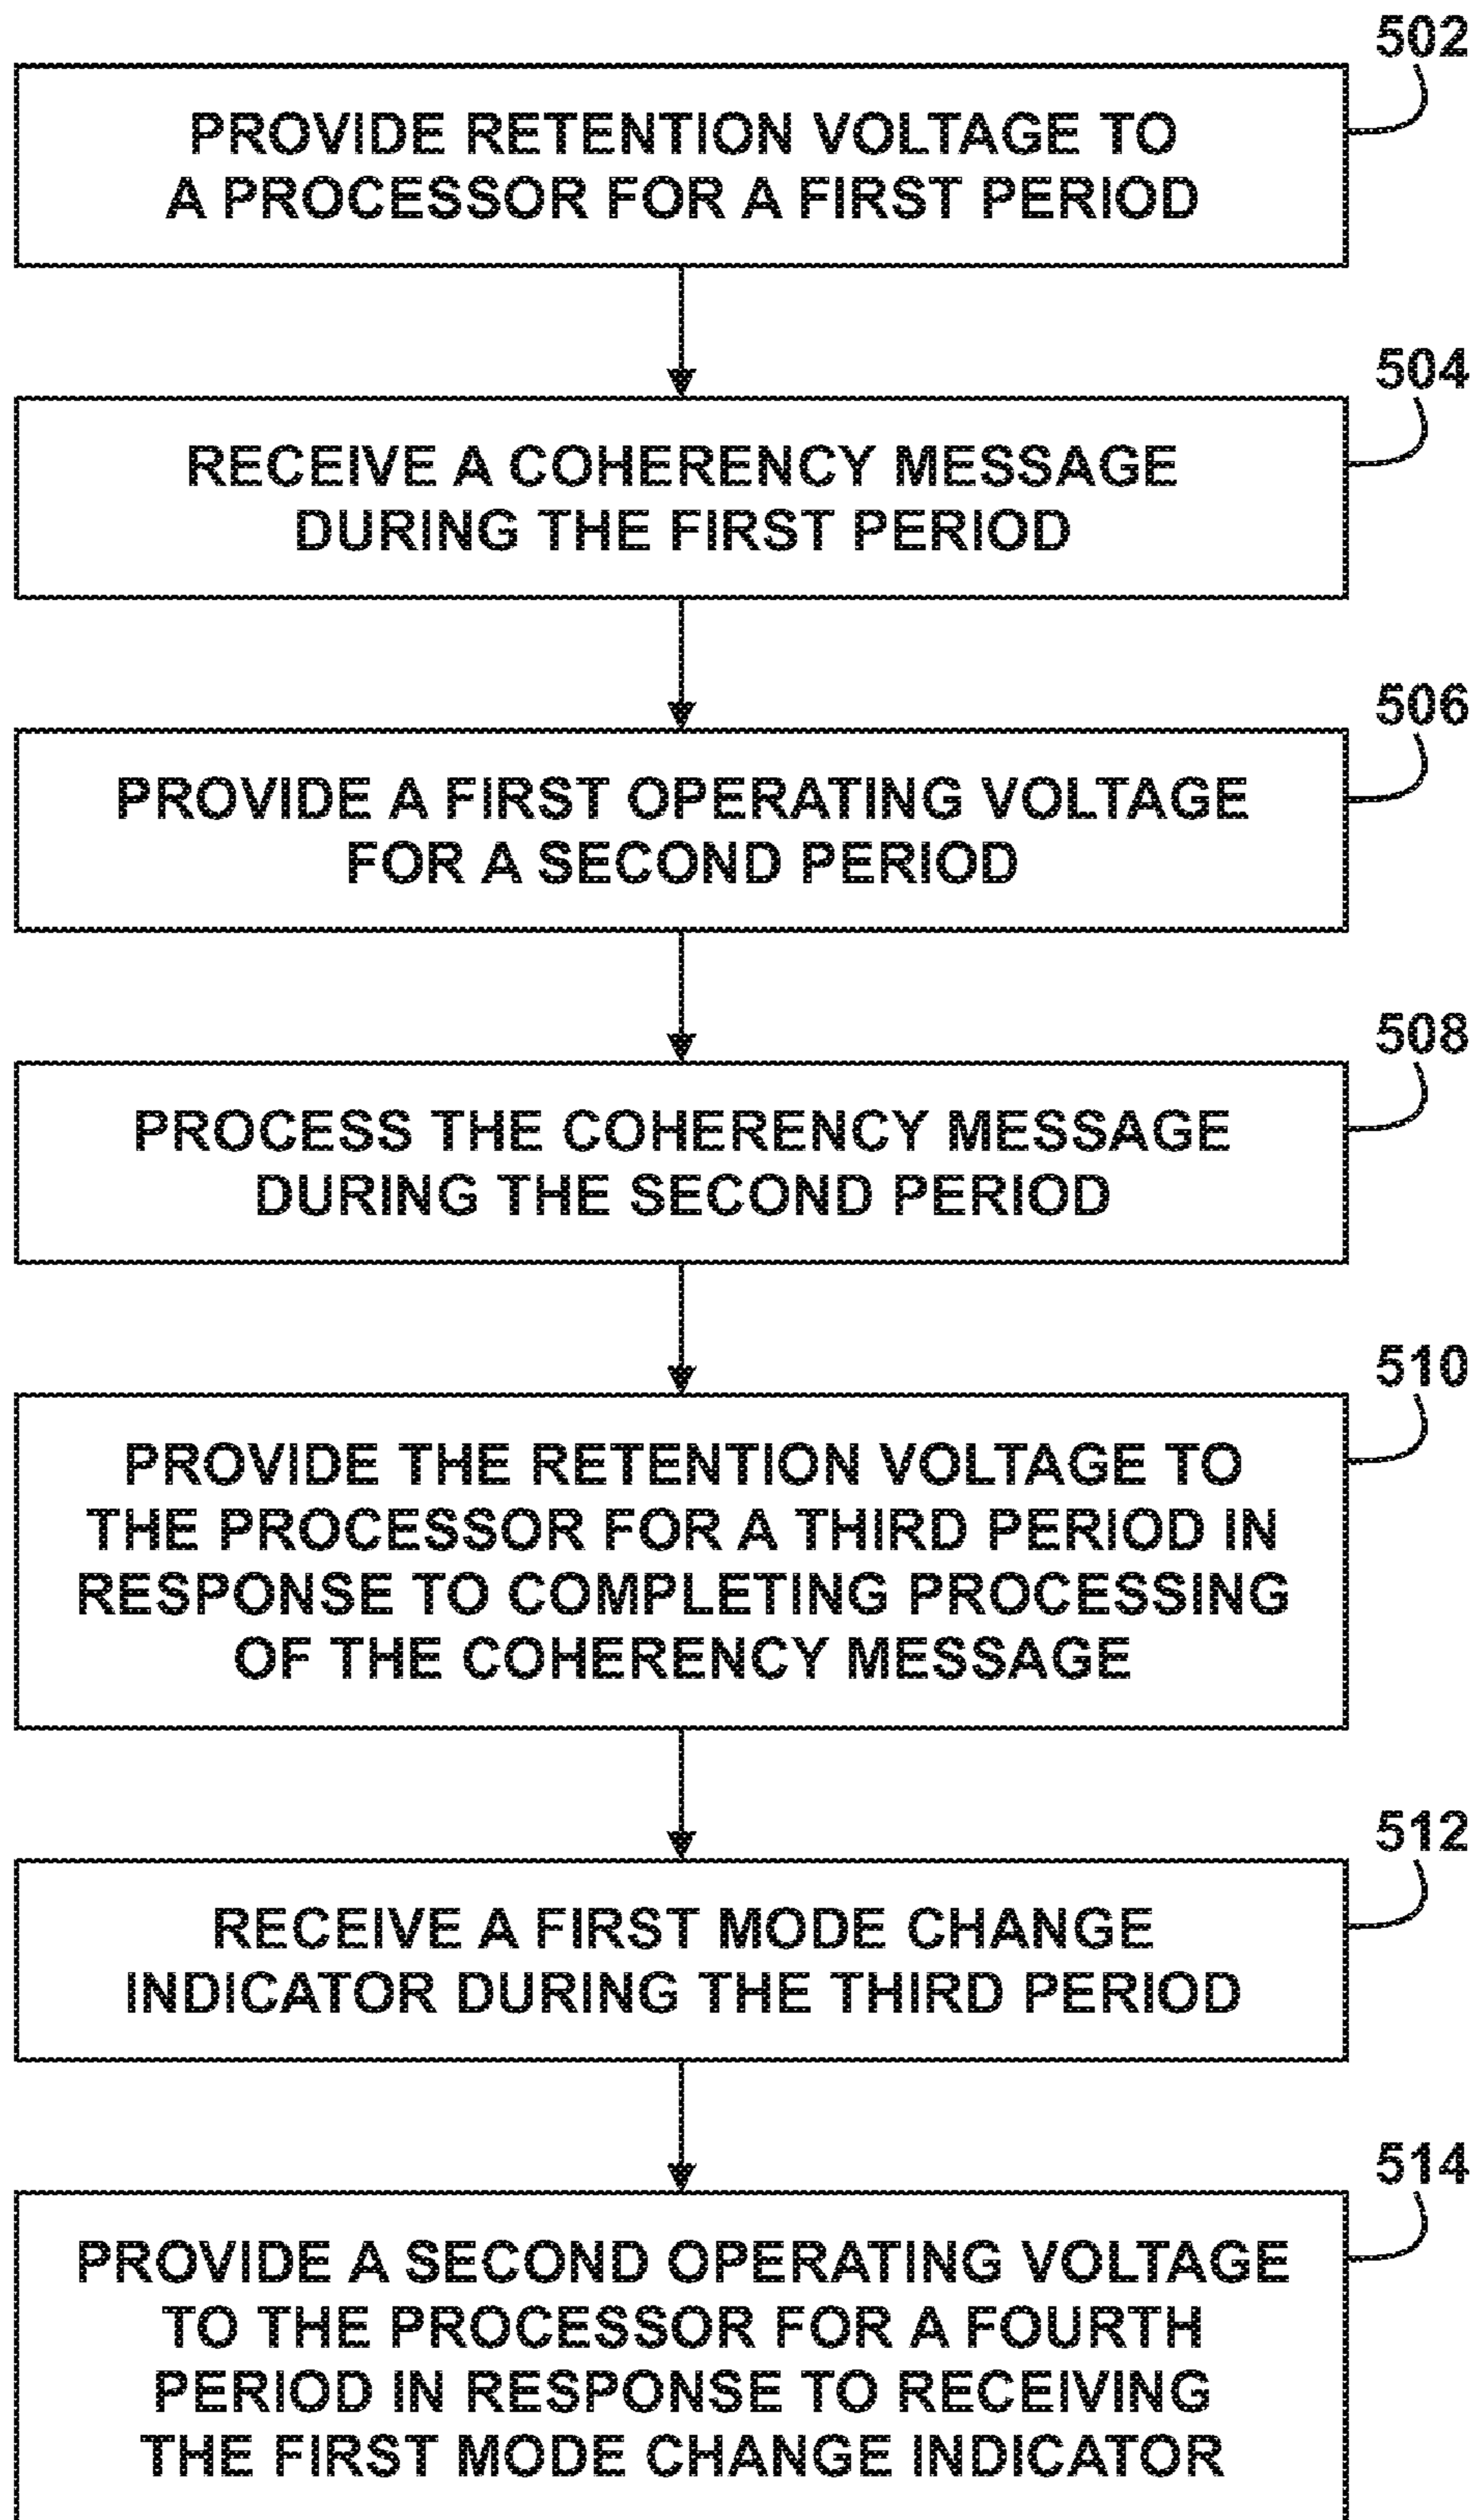 502
PROVIDE RETENTION VOLTAGE TO
A PROCESSOR FOR A FIRST PERIOD
504
RECEIVE A COHERENCY MESSAGE
DURING THE FIRST PERIOD
506
PROVIDE A FIRST OPERATING VOLTAGE
FOR A SECOND PERIOD
508
PROCESS THE COHERENCY MESSAGE
DURING THE SECOND PERIOD
510
PROVIDE THE RETENTION VOLTAGE TO
THE PROCESSOR FOR A THIRD PERIOD IN
RESPONSE TO COMPLETING PROCESSING
OF THE COHERENCY MESSAGE
512
RECEIVE A FIRST MODE CHANGE
INDICATOR DURING THE THIRD PERIOD
514
PROVIDE A SECOND OPERATING VOLTAGE
TO THE PROCESSOR FOR A FOURTH
PERIOD IN RESPONSE TO RECEIVING
THE FIRST MODE CHANGE INDICATOR